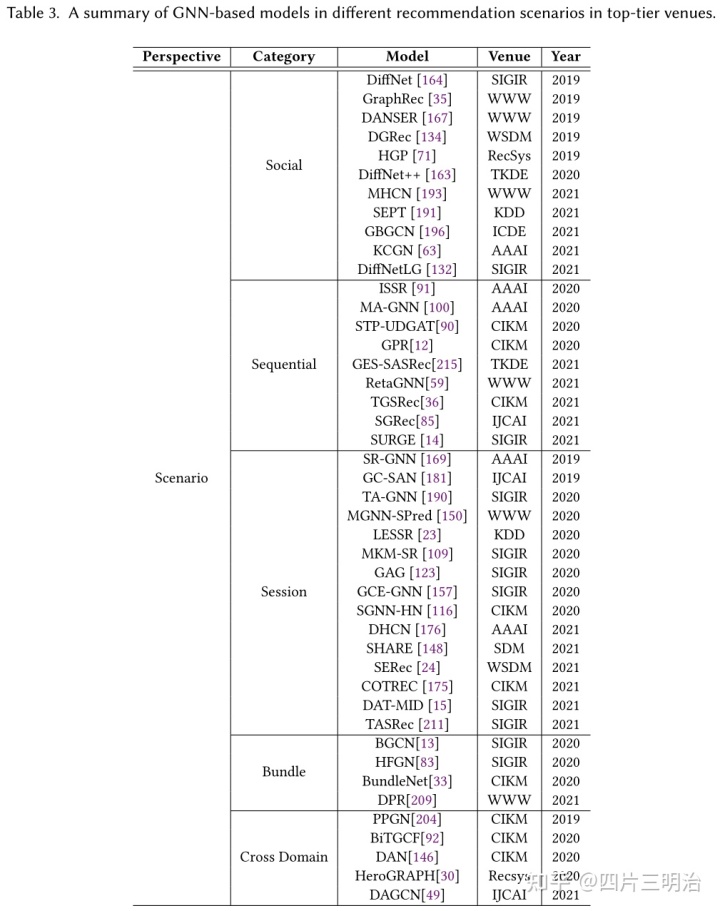 Table 3. A summary of GNN-based models in different recommendation scenarios in top-tier venues.
Perspective Category Model Venue Year
DiffNet [164] SIGIR 2019
GraphRec [35] WWW 2019
DANSER [167] WWW 2019
DGRec [134] WSDM 2019
HGP [71] RecSys 2019
Social DiffNet++ [163] TKDE 2020
MHCN [193] WWW 2021
SEPT [191] KDD 2021
GBGCN [196] ICDE 2021
KCGN [63] AAAI 2021
DiffNetLG [132] SIGIR 2021
ISSR [91] AAAI 2020
MA-GNN [100] AAAI 2020
STP-UDGAT[90] CIKM 2020
GPR[12] CIKM 2020
Sequential GES-SASRec[215] TKDE 2021
RetaGNN[59] WWW 2021
TGSRec[36] CIKM 2021
SGRec[85] IJCAI 2021
SURGE [14] SIGIR 2021
SR-GNN [169] AAAI 2019
Scenario GC-SAN [181] IJCAI 2019
TA-GNN [190] SIGIR 2020
MGNN-SPred [150] WWW 2020
LESSR [23] KDD 2020
MKM-SR [109] SIGIR 2020
GAG [123] SIGIR 2020
Session GCE-GNN [157] SIGIR 2020
SGNN-HN [116] CIKM 2020
DHCN [176] AAAI 2021
SHARE [148] SDM 2021
SERec [24] WSDM 2021
COTREC [175] CIKM 2021
DAT-MID [15] SIGIR 2021
TASRec [211] SIGIR 2021
BGCN[13] SIGIR 2020
HFGN[83] SIGIR 2020
Bundle BundleNet[33] CIKM 2020
DPR[209] WWW 2021
PPGN[204] CIKM 2019
BiTGCF[92] CIKM 2020
Cross Domain DAN[146] CIKM 2020
HeroGRAPH[30] Recsys 2020
DAGCN[49] IJCAI 2021
知乎 @四片三明治